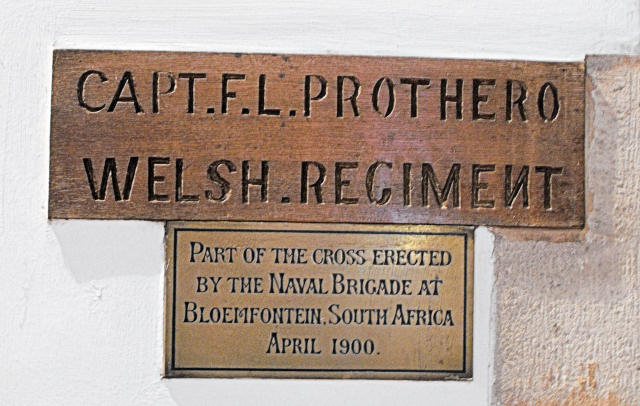 CAPT.F.L.PROTHERO
WELSH.REGIMENT
PART OF THE CROSS ERECTED
BY THE NAVAL BRIGADE AT
BLOEMFONTEIN, SOUTH AFRICA
APRIL 1900.